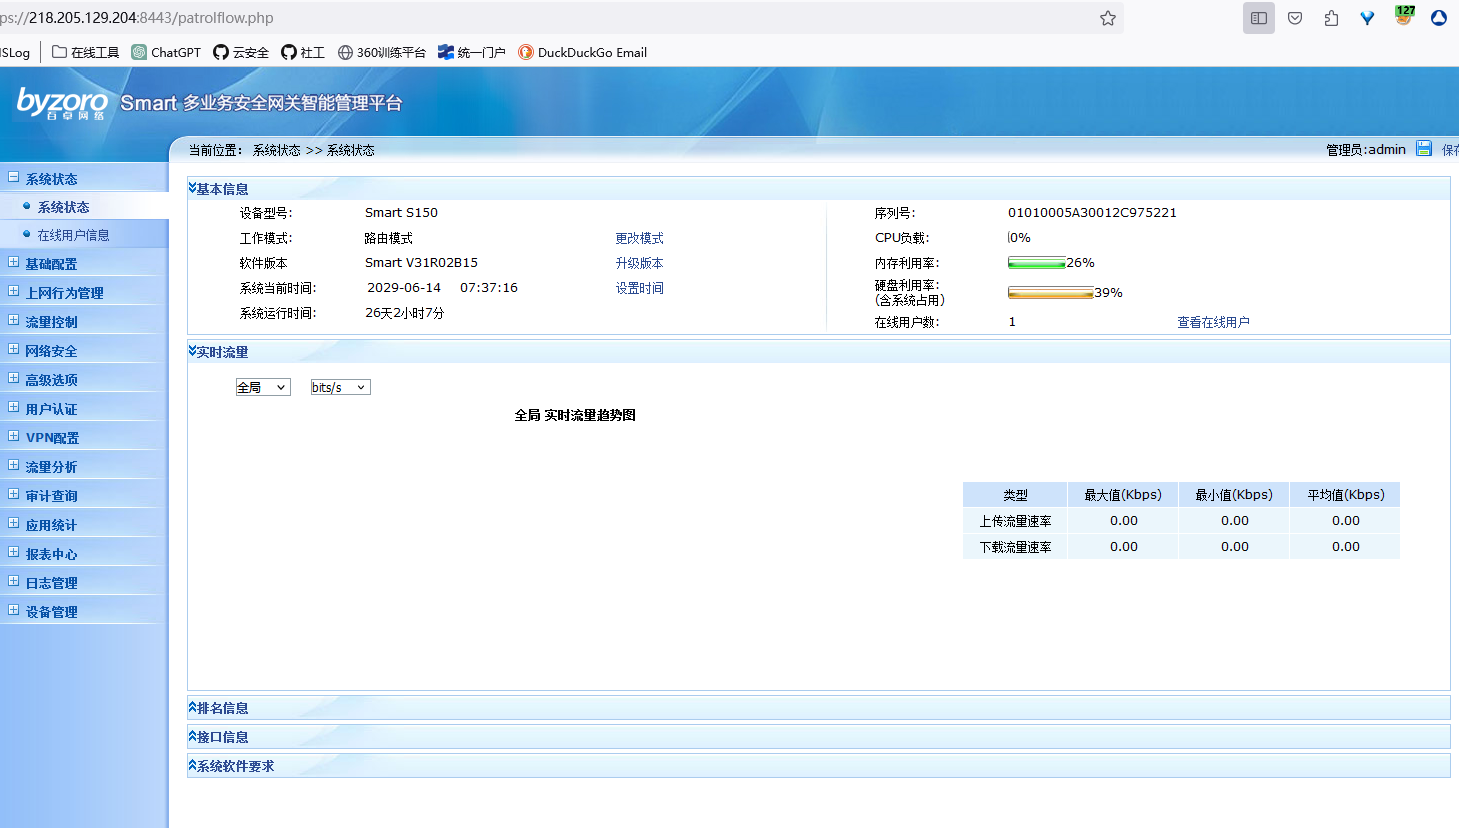 ps://218.205.129.204:8443/patrolflow.php
127
SLog 在线工具 ChatGPT 云安全 社工 360训练平台 统一门户 DuckDuckGo Email
byzoro 百卓网络 Smart 多业务安全网关智能管理平台
当前位置： 系统状态 >> 系统状态 管理员:admin 保存
系统状态
系统状态
在线用户信息
基础配置
上网行为管理
流量控制
网络安全
高级选项
用户认证
VPN配置
流量分析
审计查询
应用统计
报表中心
日志管理
设备管理
基本信息
设备型号: Smart S150
工作模式: 路由模式 更改模式
软件版本 Smart V31R02B15 升级版本
系统当前时间: 2029-06-14 07:37:16 设置时间
系统运行时间: 26天2小时7分
序列号: 01010005A30012C975221
CPU负载: 0%
内存利用率: 26%
硬盘利用率:
(含系统占用) 39%
在线用户数: 1 查看在线用户
实时流量
全局 bits/s
全局 实时流量趋势图
类型 最大值(Kbps) 最小值(Kbps) 平均值(Kbps)
上传流量速率 0.00 0.00 0.00
下载流量速率 0.00 0.00 0.00
排名信息
接口信息
系统软件要求